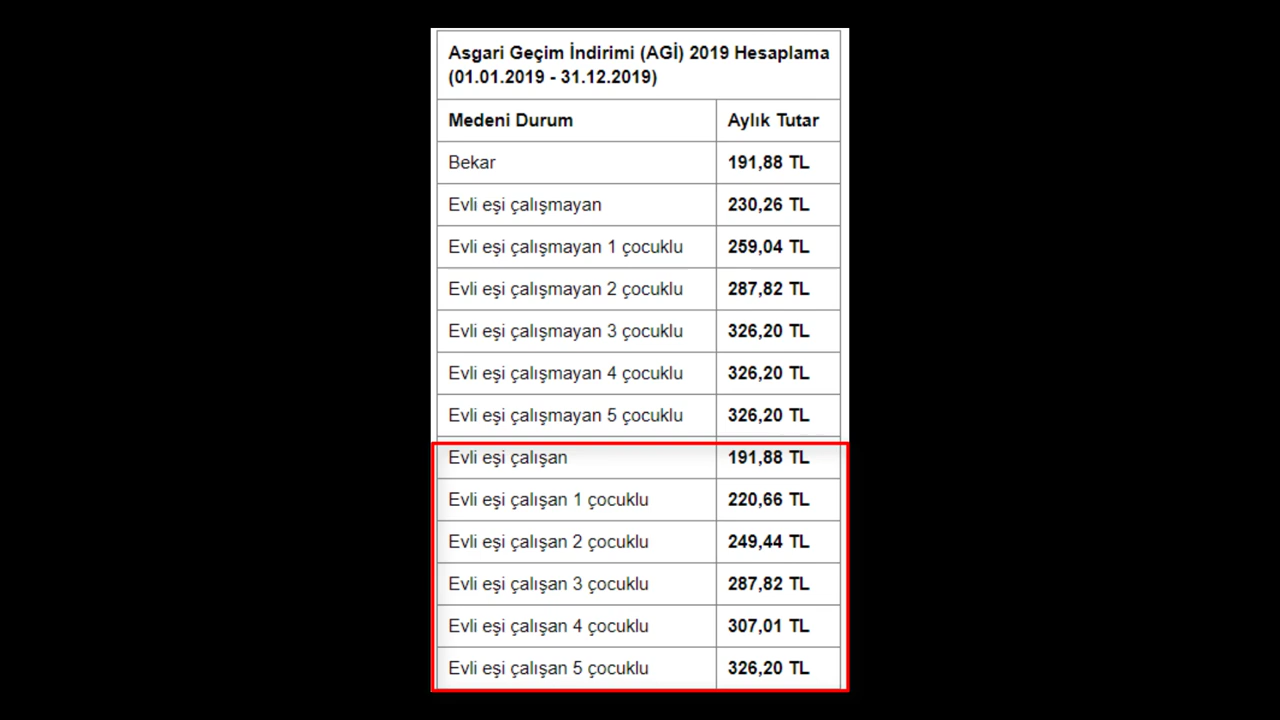 Asgari Geçim İndirimi (AGİ) 2019 Hesaplama
(01.01.2019 - 31.12.2019)
Medeni Durum Aylık Tutar
Bekar 191,88 TL
Evli eşi çalışmayan 230,26 TL
Evli eşi çalışmayan 1 çocuklu 259,04 TL
Evli eşi çalışmayan 2 çocuklu 287,82 TL
Evli eşi çalışmayan 3 çocuklu 326,20 TL
Evli eşi çalışmayan 4 çocuklu 326,20 TL
Evli eşi çalışmayan 5 çocuklu 326,20 TL
Evli eşi çalışan 191,88 TL
Evli eşi çalışan 1 çocuklu 220,66 TL
Evli eşi çalışan 2 çocuklu 249,44 TL
Evli eşi çalışan 3 çocuklu 287,82 TL
Evli eşi çalışan 4 çocuklu 307,01 TL
Evli eşi çalışan 5 çocuklu 326,20 TL